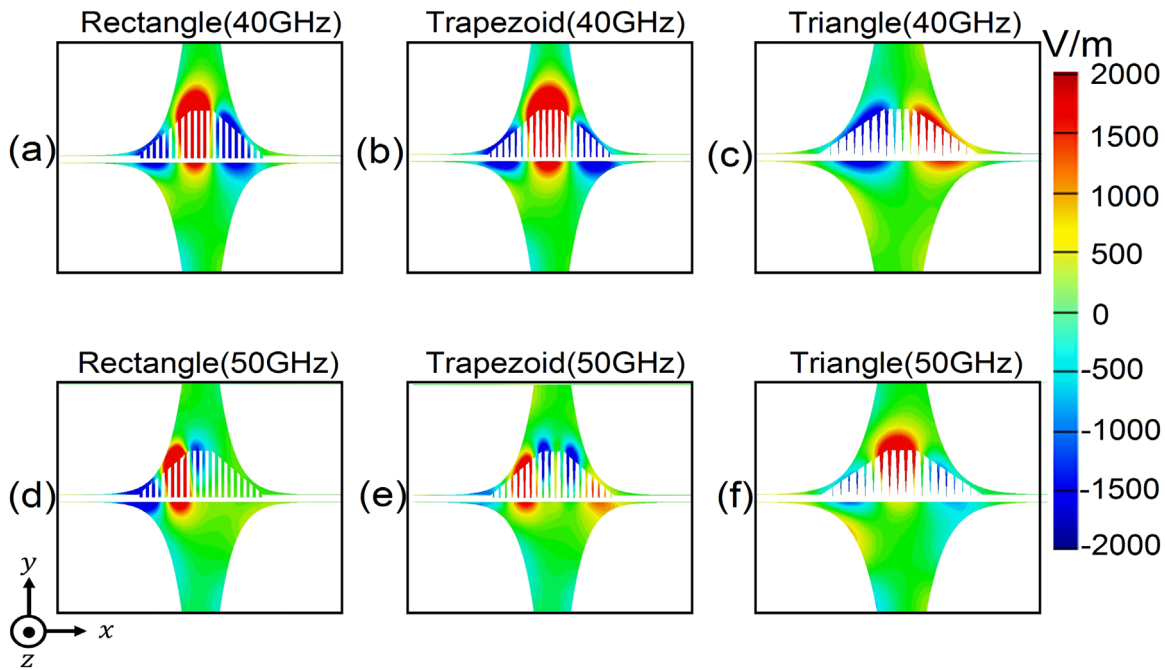 Rectangle(40GHz)
Trapezoid(40GHz)
Triangle(40GHz)
V/m
(a)
(b)
(c)
2000
1500
1000
500
0
-500
-1000
-1500
-2000
Rectangle(50GHz)
Trapezoid(50GHz)
Triangle(50GHz)
(d)
(e)
(f)
y
x
z